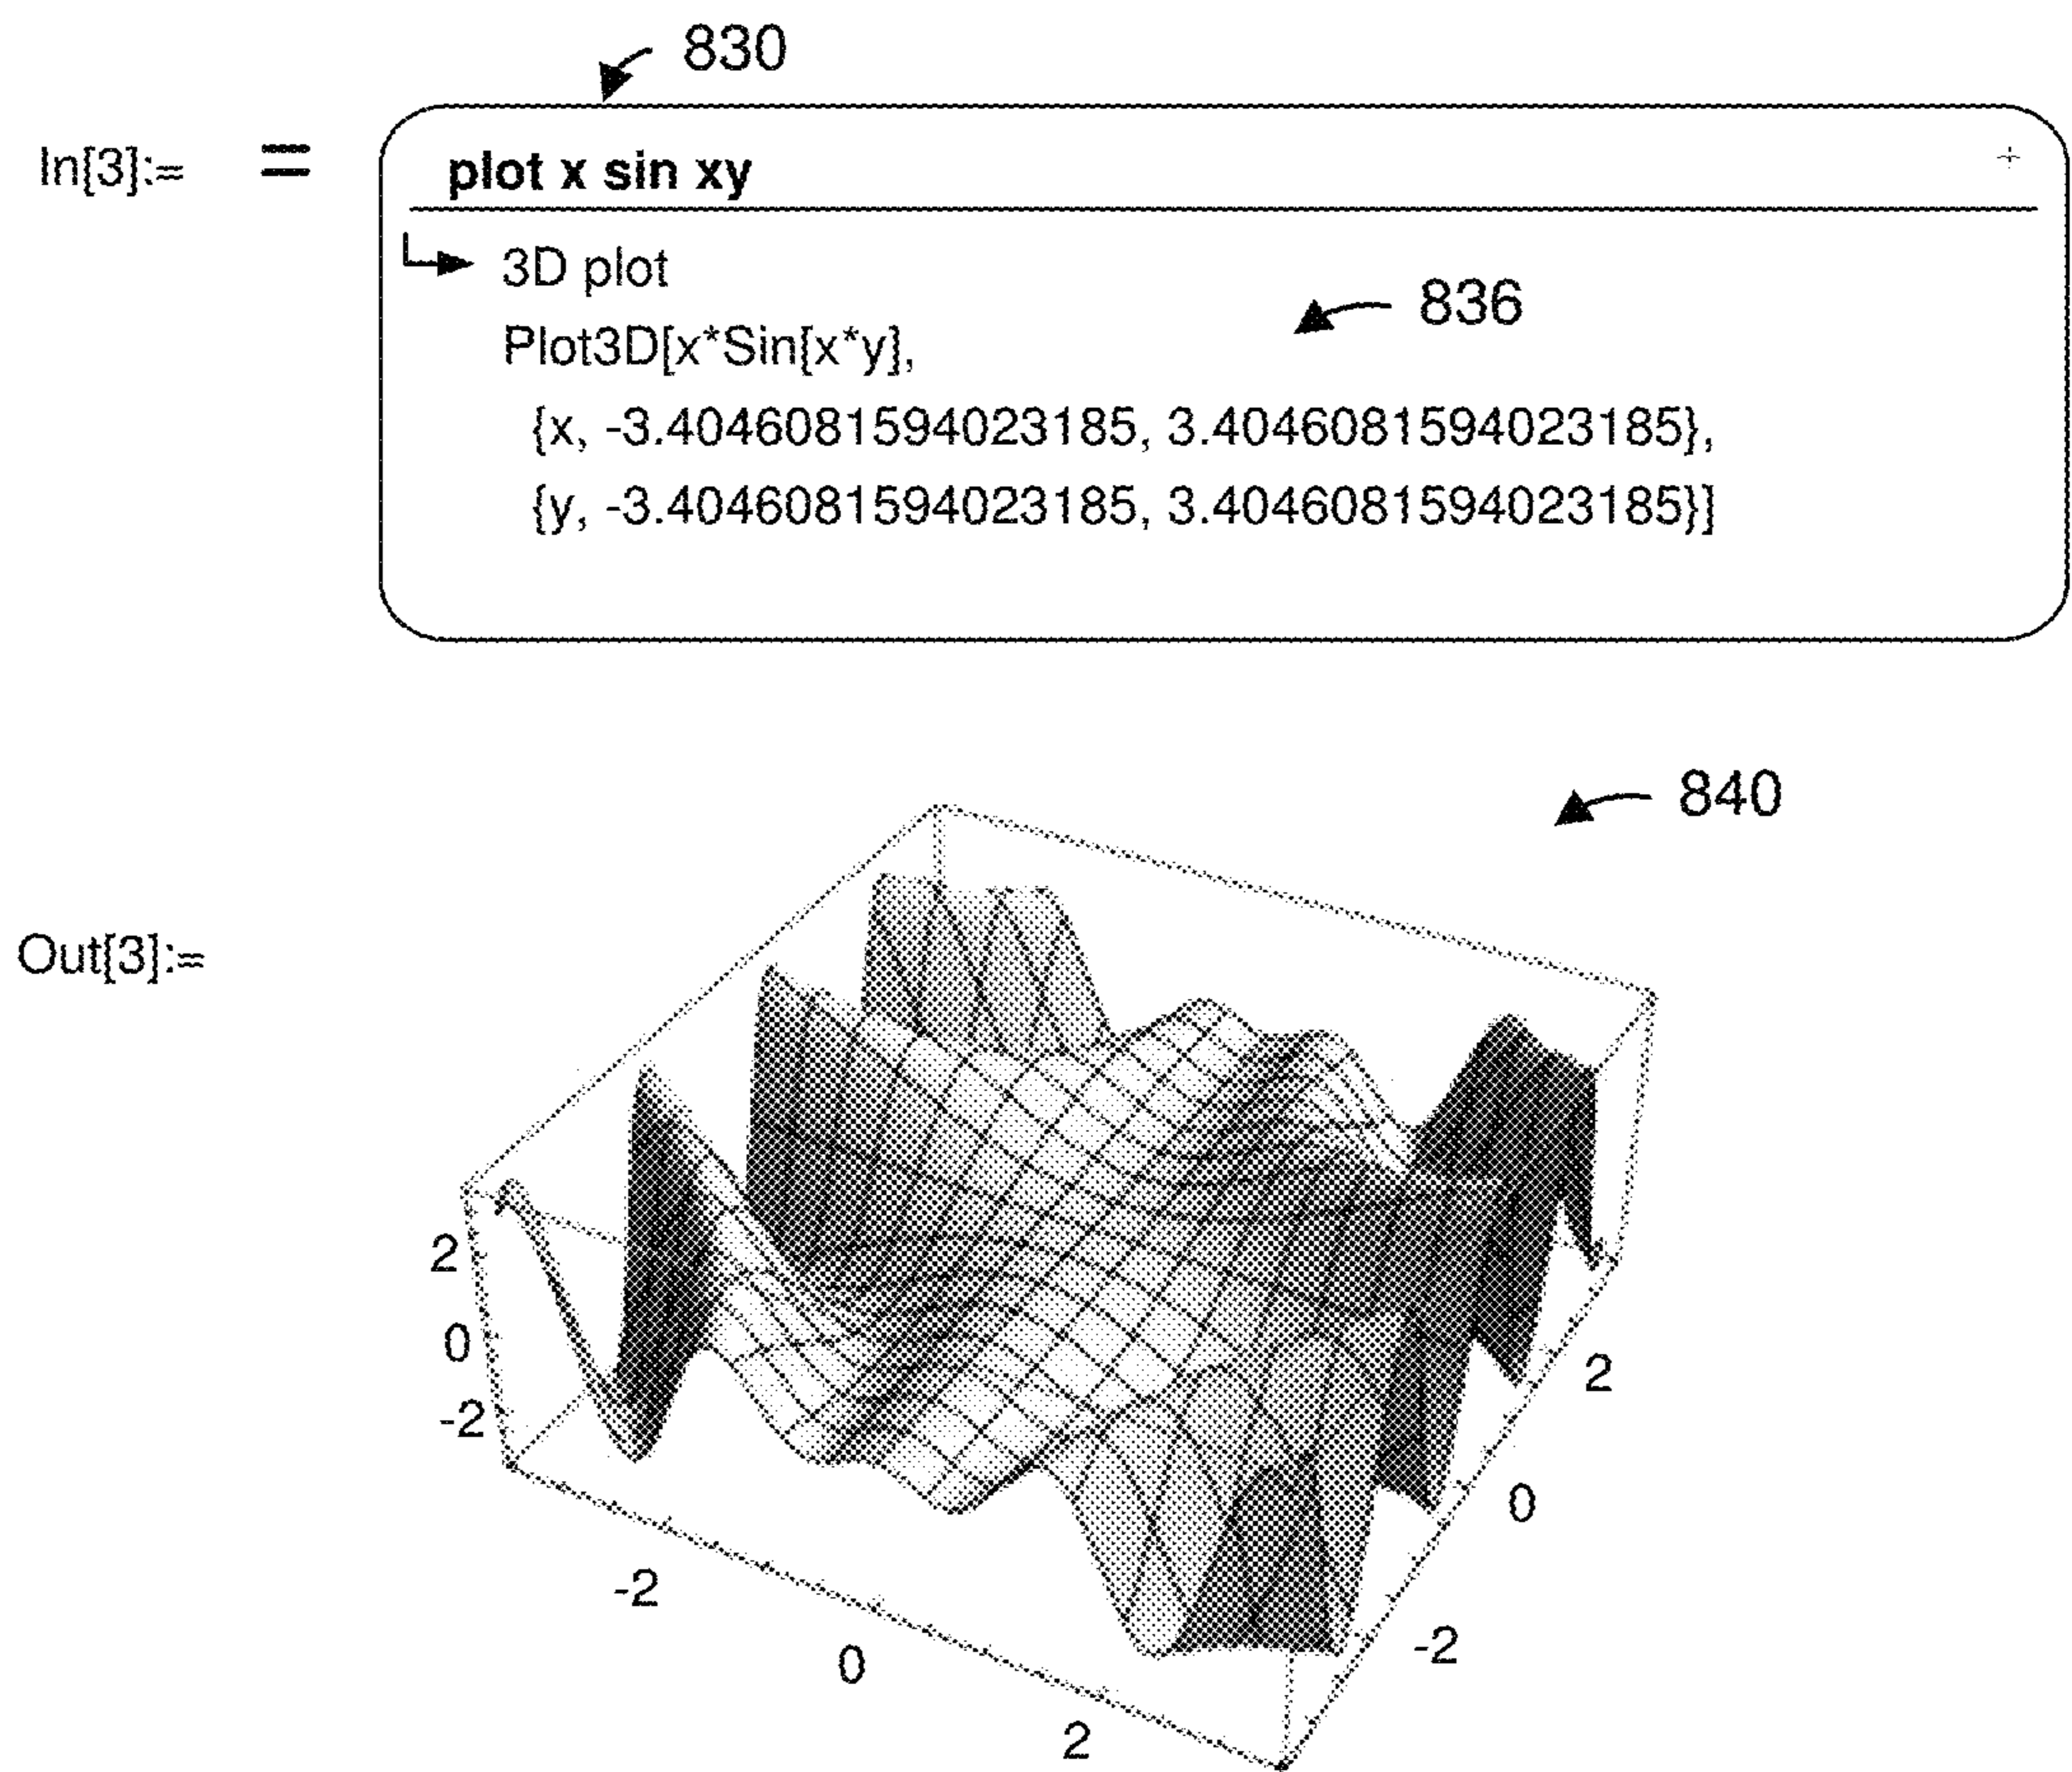 830
In[3]:= =
plot x sin xy +
3D plot
836
Plot3D[x*Sin[x*y],
{x, -3.4046081594023185, 3.4046081594023185},
{y, -3.4046081594023185, 3.4046081594023185}]
840
Out[3]:=
2
0
-2
2
0
-2
-2
0
2